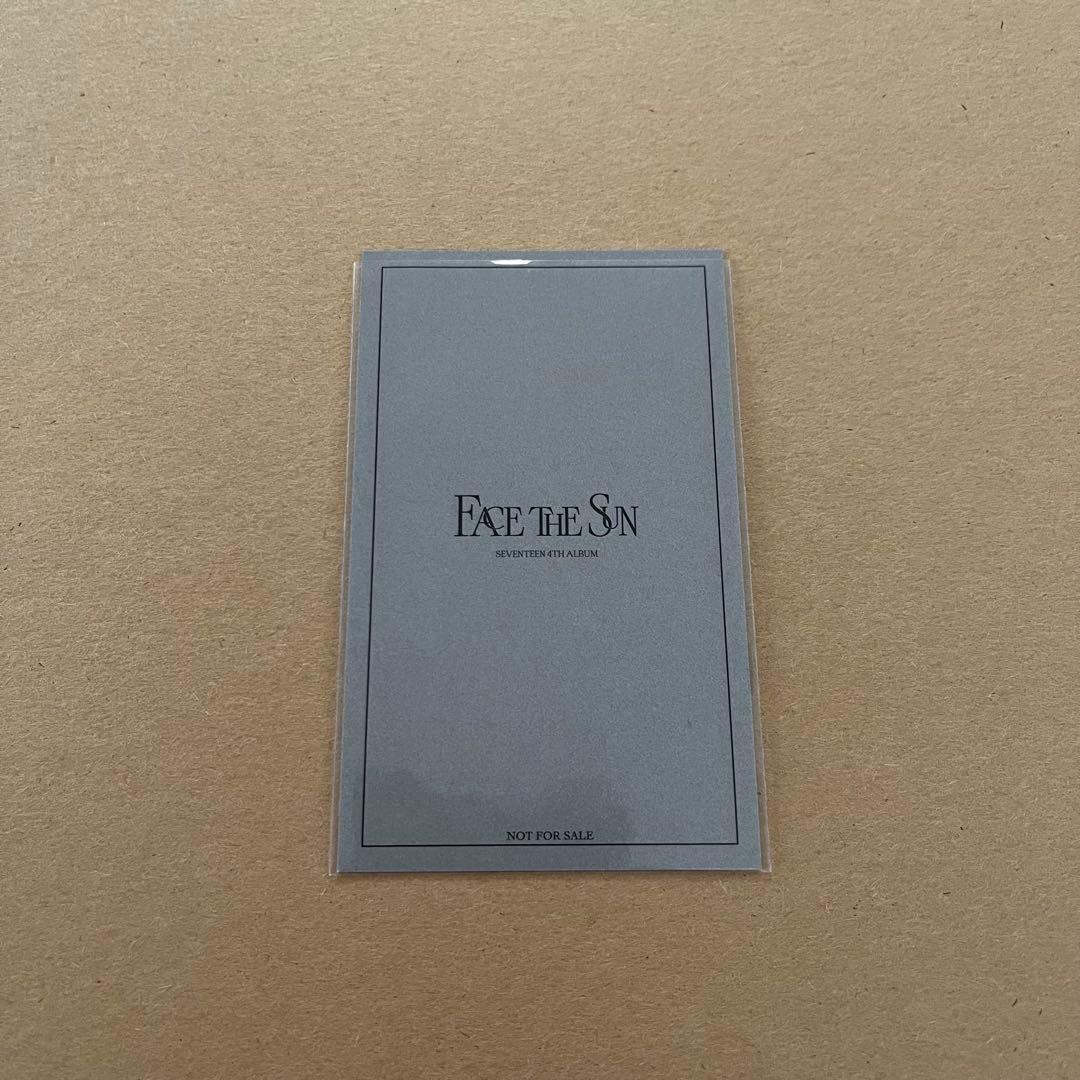 FACE THE SUN
SEVENTEEN 4TH ALBUM
NOT FOR SALE